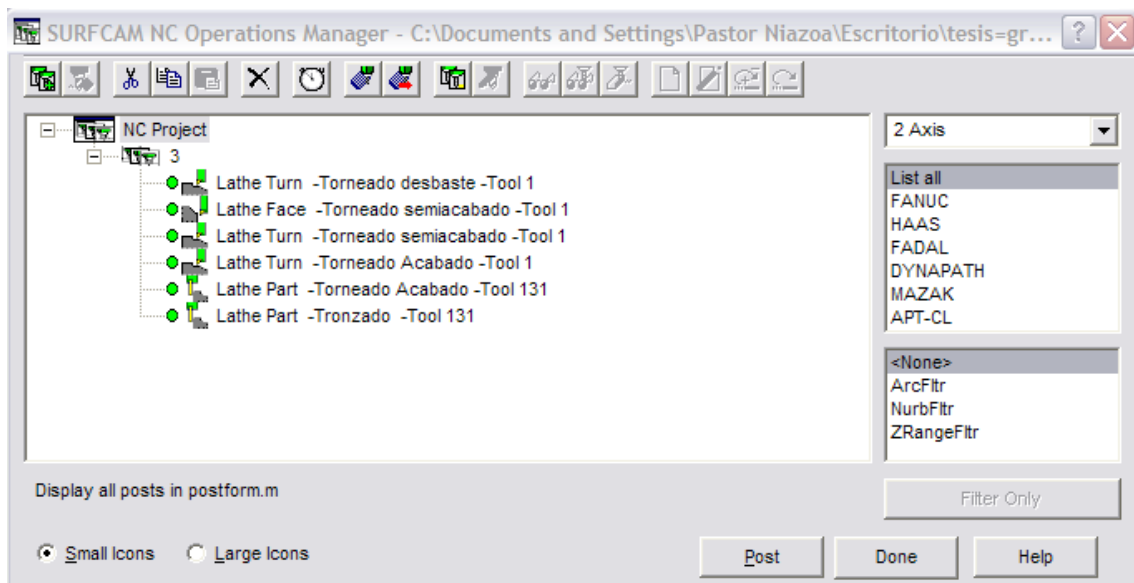 SURFCAM NC Operations Manager - C:\Documents and Settings\Pastor Niazoa\Escritorio\tesis=gr...
NC Project
3
Lathe Turn -Torneado desbaste -Tool 1
Lathe Face -Torneado semiacabado -Tool 1
Lathe Turn -Torneado semiacabado -Tool 1
Lathe Turn -Torneado Acabado -Tool 1
Lathe Part -Torneado Acabado -Tool 131
Lathe Part -Tronzado -Tool 131
2 Axis
List all
FANUC
HAAS
FADAL
DYNAPATH
MAZAK
APT-CL
<None>
ArcFltr
NurbFltr
ZRangeFltr
Display all posts in postform.m
Filter Only
Small Icons Large Icons
Post Done Help